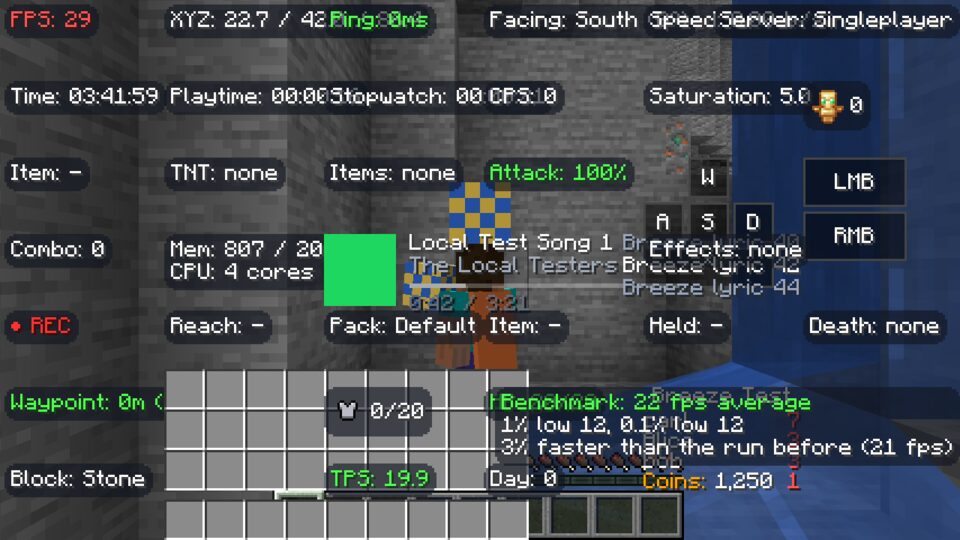 FPS: 29
XYZ: 22.7 / 42
Ping: 0ms
Facing: South
Speed
Server: Singleplayer
Time: 03:41:59
Playtime: 00:00
Stopwatch: 00:00
CPS: 0
Saturation: 5.0
0
Item: -
TNT: none
Items: none
Attack: 100%
W
LMB
A S D
RMB
Combo: 0
Mem: 807 / 20
CPU: 4 cores
Local Test Song 1
The Local Testers
0:42 / 3:21
Effects: none
Breeze lyric 42
Breeze lyric 44
REC
Reach: -
Pack: Default
Item: -
Held: -
Death: none
Waypoint: 0m (
0/20
Breeze Test
Benchmark: 22 fps average
1% low 12, 0.1% low 12
3% faster than the run before (21 fps)
Block: Stone
TPS: 19.9
Day: 0
Coins: 1,250
1